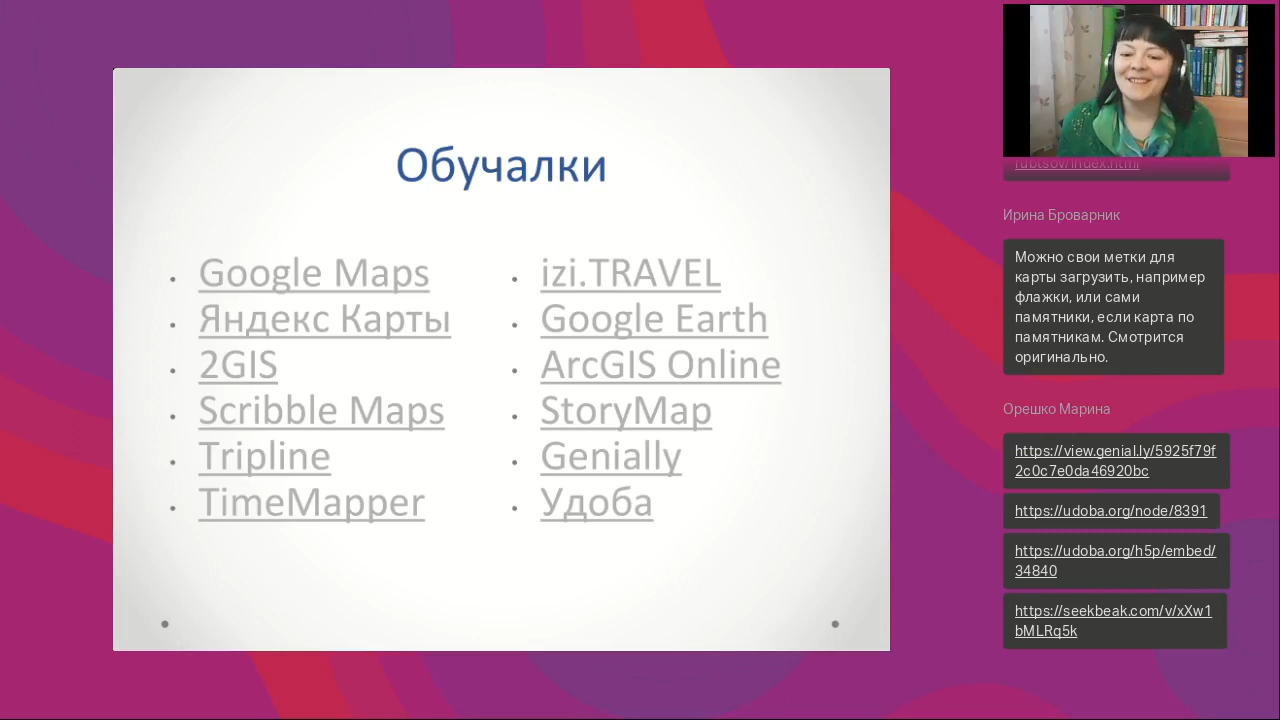 Обучалки
Google Maps
Яндекс Карты
2GIS
Scribble Maps
Tripline
TimeMapper
izi.TRAVEL
Google Earth
ArcGIS Online
StoryMap
Genially
Удоба
rubtsov/index.html
Ирина Броварник
Можно свои метки для
карты загрузить, например
флажки, или сами
памятники, если карта по
памятникам. Смотрится
оригинально.
Орешко Марина
https://view.genial.ly/5925f79f
2c0c7e0da46920bc
https://udoba.org/node/8391
https://udoba.org/h5p/embed/
34840
https://seekbeak.com/v/xXw1
bMLRq5k